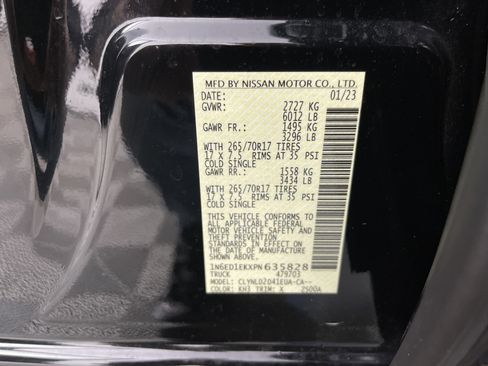 MFD BY NISSAN MOTOR CO., LTD.
DATE: 01/23
GVWR: 2727 KG
6012 LB
GAWR FR.: 1495 KG
3296 LB
WITH 265/70R17 TIRES
17 X 7.5 RIMS AT 35 PSI
COLD SINGLE
GAWR RR.: 1558 KG
3434 LB
WITH 265/70R17 TIRES
17 X 7.5 RIMS AT 35 PSI
COLD SINGLE
THIS VEHICLE CONFORMS TO
ALL APPLICABLE FEDERAL
MOTOR VEHICLE SAFETY AND
THEFT PREVENTION STANDARDS
IN EFFECT ON THE DATE OF
MANUFACTURE SHOWN ABOVE.
1N6ED1EKXPN635828
TRUCK 479703
MODEL: CLYNLDZD41EUA-CA--
COLOR: KH3 TRIM: X 2500A